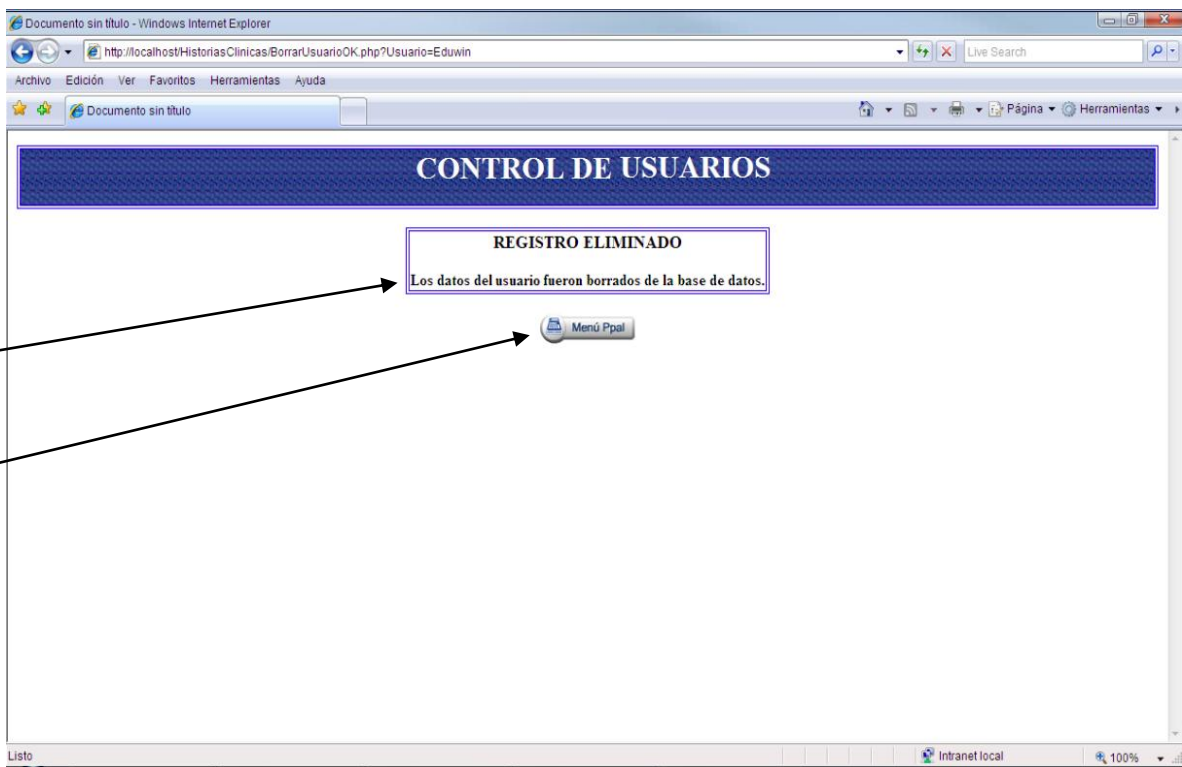 Documento sin título - Windows Internet Explorer
http://localhost/HistoriasClinicas/BorrarUsuarioOK.php?Usuario=Eduwin
Live Search
Archivo Edición Ver Favoritos Herramientas Ayuda
Documento sin título
Página Herramientas
CONTROL DE USUARIOS
REGISTRO ELIMINADO
Los datos del usuario fueron borrados de la base de datos.
Menú Ppal
Listo
Intranet local
100%